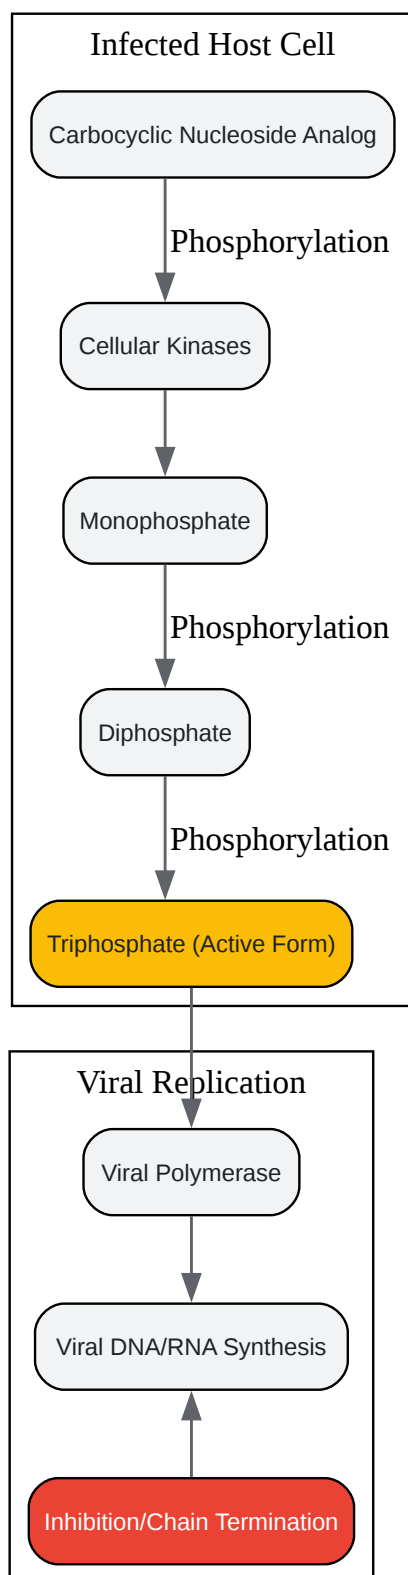 Infected Host Cell
Carbocyclic Nucleoside Analog
Phosphorylation
Cellular Kinases
Monophosphate
Phosphorylation
Diphosphate
Phosphorylation
Triphosphate (Active Form)
Viral Replication
Viral Polymerase
Viral DNA/RNA Synthesis
Inhibition/Chain Termination